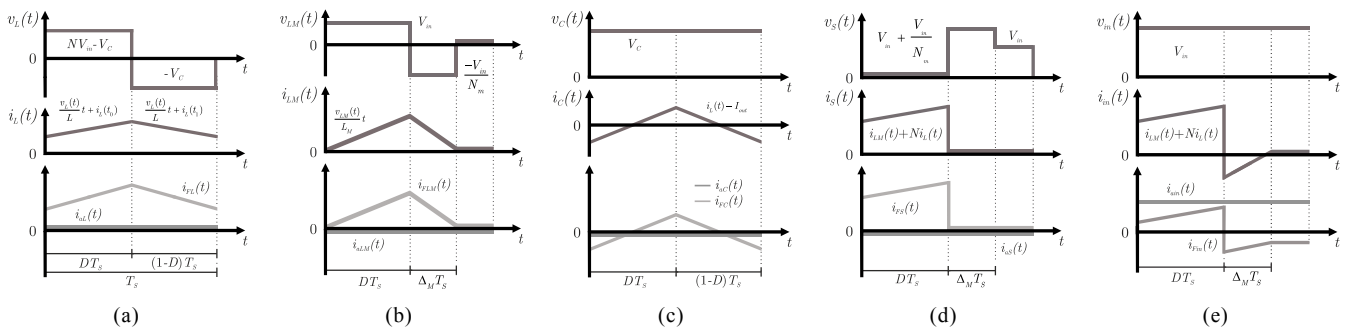 v_L(t)
NV_in-V_C
0
-V_C
t
i_L(t)
v_L(t)/L t + i_L(t_0)
v_L(t)/L t + i_L(t_1)
0
t
i_FL(t)
i_aL(t)
0
t
DT_S
(1-D)T_S
T_S
(a)
v_LM(t)
V_in
0
t
-V_in/N_m
i_LM(t)
v_LM(t)/L_M t
0
t
i_FLM(t)
0
t
i_aLM(t)
DT_S
Δ_M T_S
(b)
v_C(t)
V_C
0
t
i_C(t)
i_L(t) - I_out
0
t
i_aC(t)
i_FC(t)
0
t
DT_S
(1-D)T_S
(c)
v_S(t)
V_in + V_in/N_m
V_in
0
t
i_S(t)
i_LM(t)+Ni_L(t)
0
t
i_FS(t)
0
t
i_aS(t)
DT_S
Δ_M T_S
(d)
v_in(t)
V_in
0
t
i_in(t)
i_LM(t)+Ni_L(t)
0
t
i_ain(t)
0
t
i_Fin(t)
DT_S
Δ_M T_S
(e)